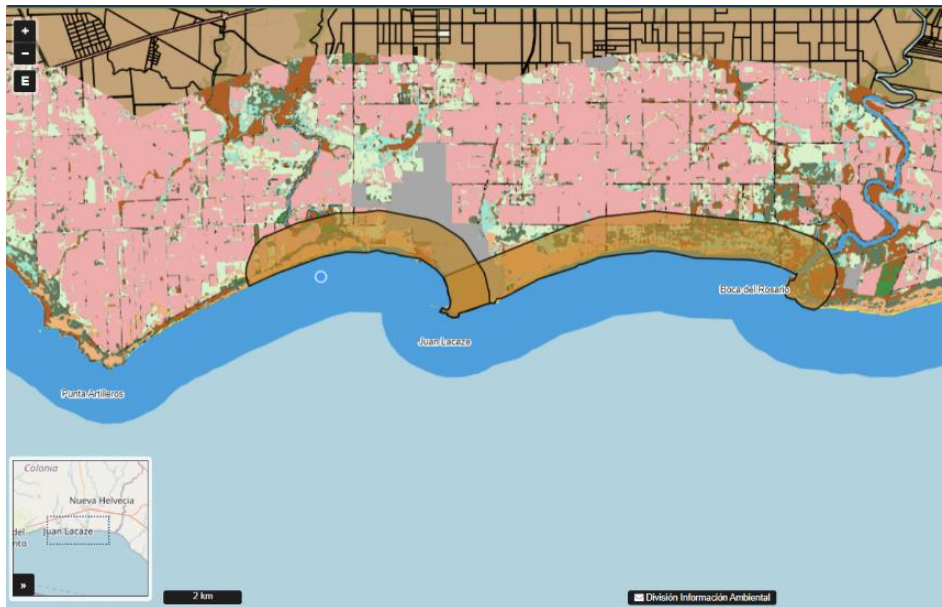 +
−
E
Boca del Rosario
Juan Lacaze
Punta Artilleros
Colonia
Nueva Helvecia
del
Juan Lacaze
nto
»
2 km
División Información Ambiental